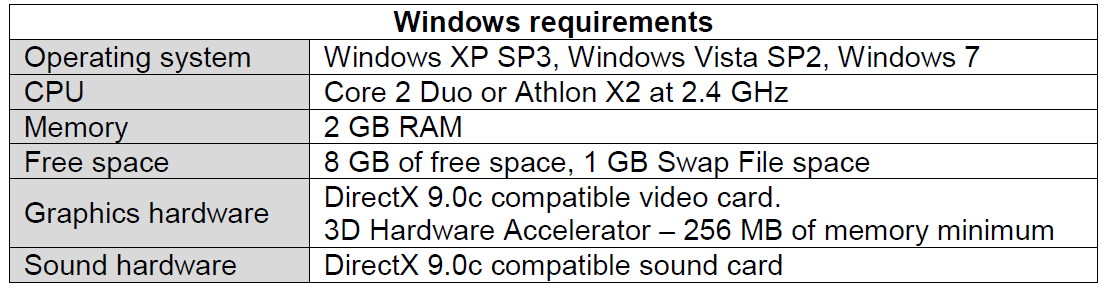 Windows requirements
Operating system Windows XP SP3, Windows Vista SP2, Windows 7
CPU Core 2 Duo or Athlon X2 at 2.4 GHz
Memory 2 GB RAM
Free space 8 GB of free space, 1 GB Swap File space
Graphics hardware DirectX 9.0c compatible video card.
3D Hardware Accelerator – 256 MB of memory minimum
Sound hardware DirectX 9.0c compatible sound card